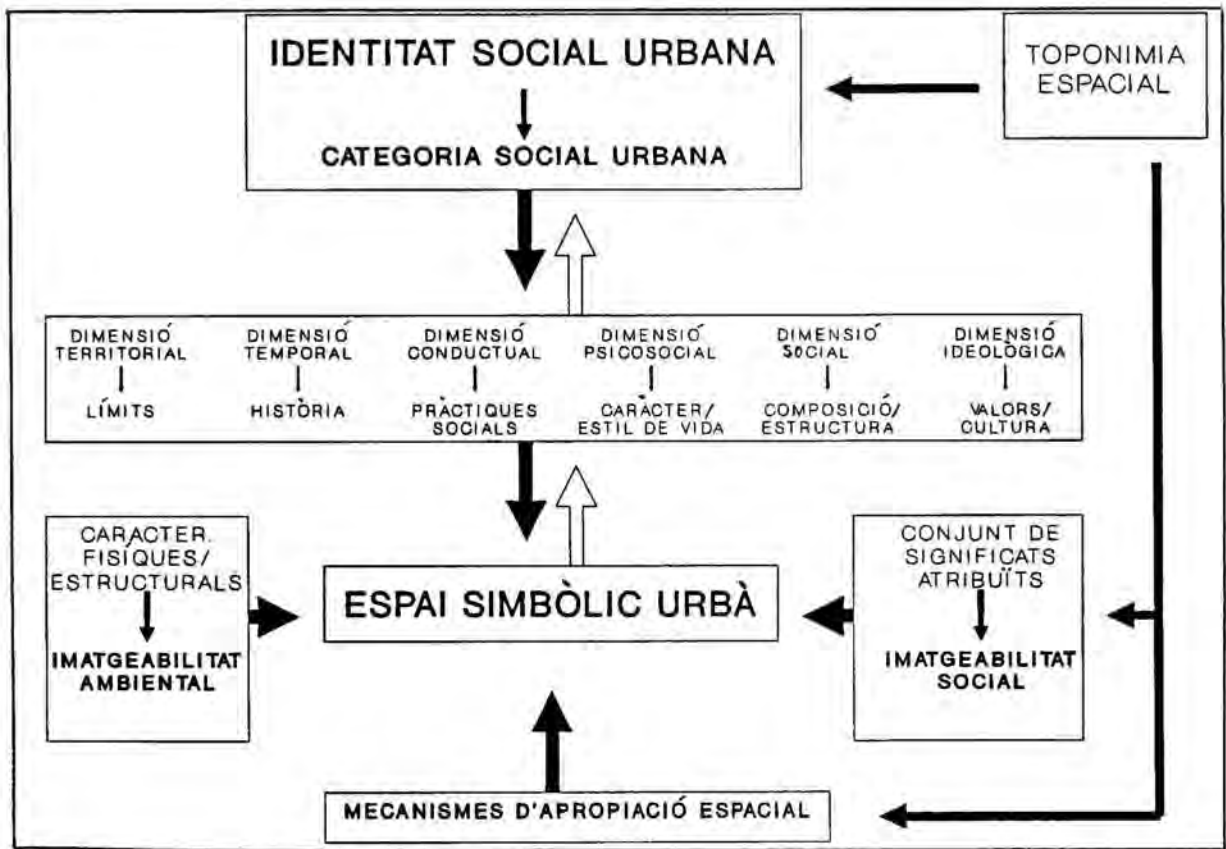 IDENTITAT SOCIAL URBANA
CATEGORIA SOCIAL URBANA
TOPONIMIA
ESPACIAL
DIMENSIÓ
TERRITORIAL
LÍMITS
DIMENSIÓ
TEMPORAL
HISTÒRIA
DIMENSIÓ
CONDUCTUAL
PRÀCTIQUES
SOCIALS
DIMENSIÓ
PSICOSOCIAL
CARÀCTER/
ESTIL DE VIDA
DIMENSIÓ
SOCIAL
COMPOSICIÓ/
ESTRUCTURA
DIMENSIÓ
IDEOLÒGICA
VALORS/
CULTURA
CARACTER.
FISÍQUES/
ESTRUCTURALS
IMATGEABILITAT
AMBIENTAL
ESPAI SIMBÒLIC URBÀ
CONJUNT DE
SIGNIFICATS
ATRIBUÏTS
IMATGEABILITAT
SOCIAL
MECANISMES D'APROPIACIÓ ESPACIAL